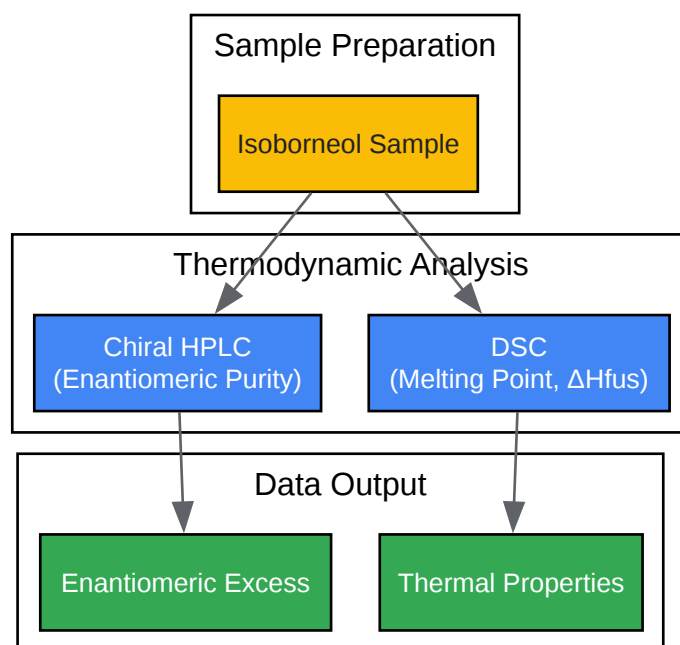 Sample Preparation
Isoborneol Sample
Thermodynamic Analysis
Chiral HPLC
(Enantiomeric Purity)
DSC
(Melting Point, ΔHfus)
Data Output
Enantiomeric Excess
Thermal Properties